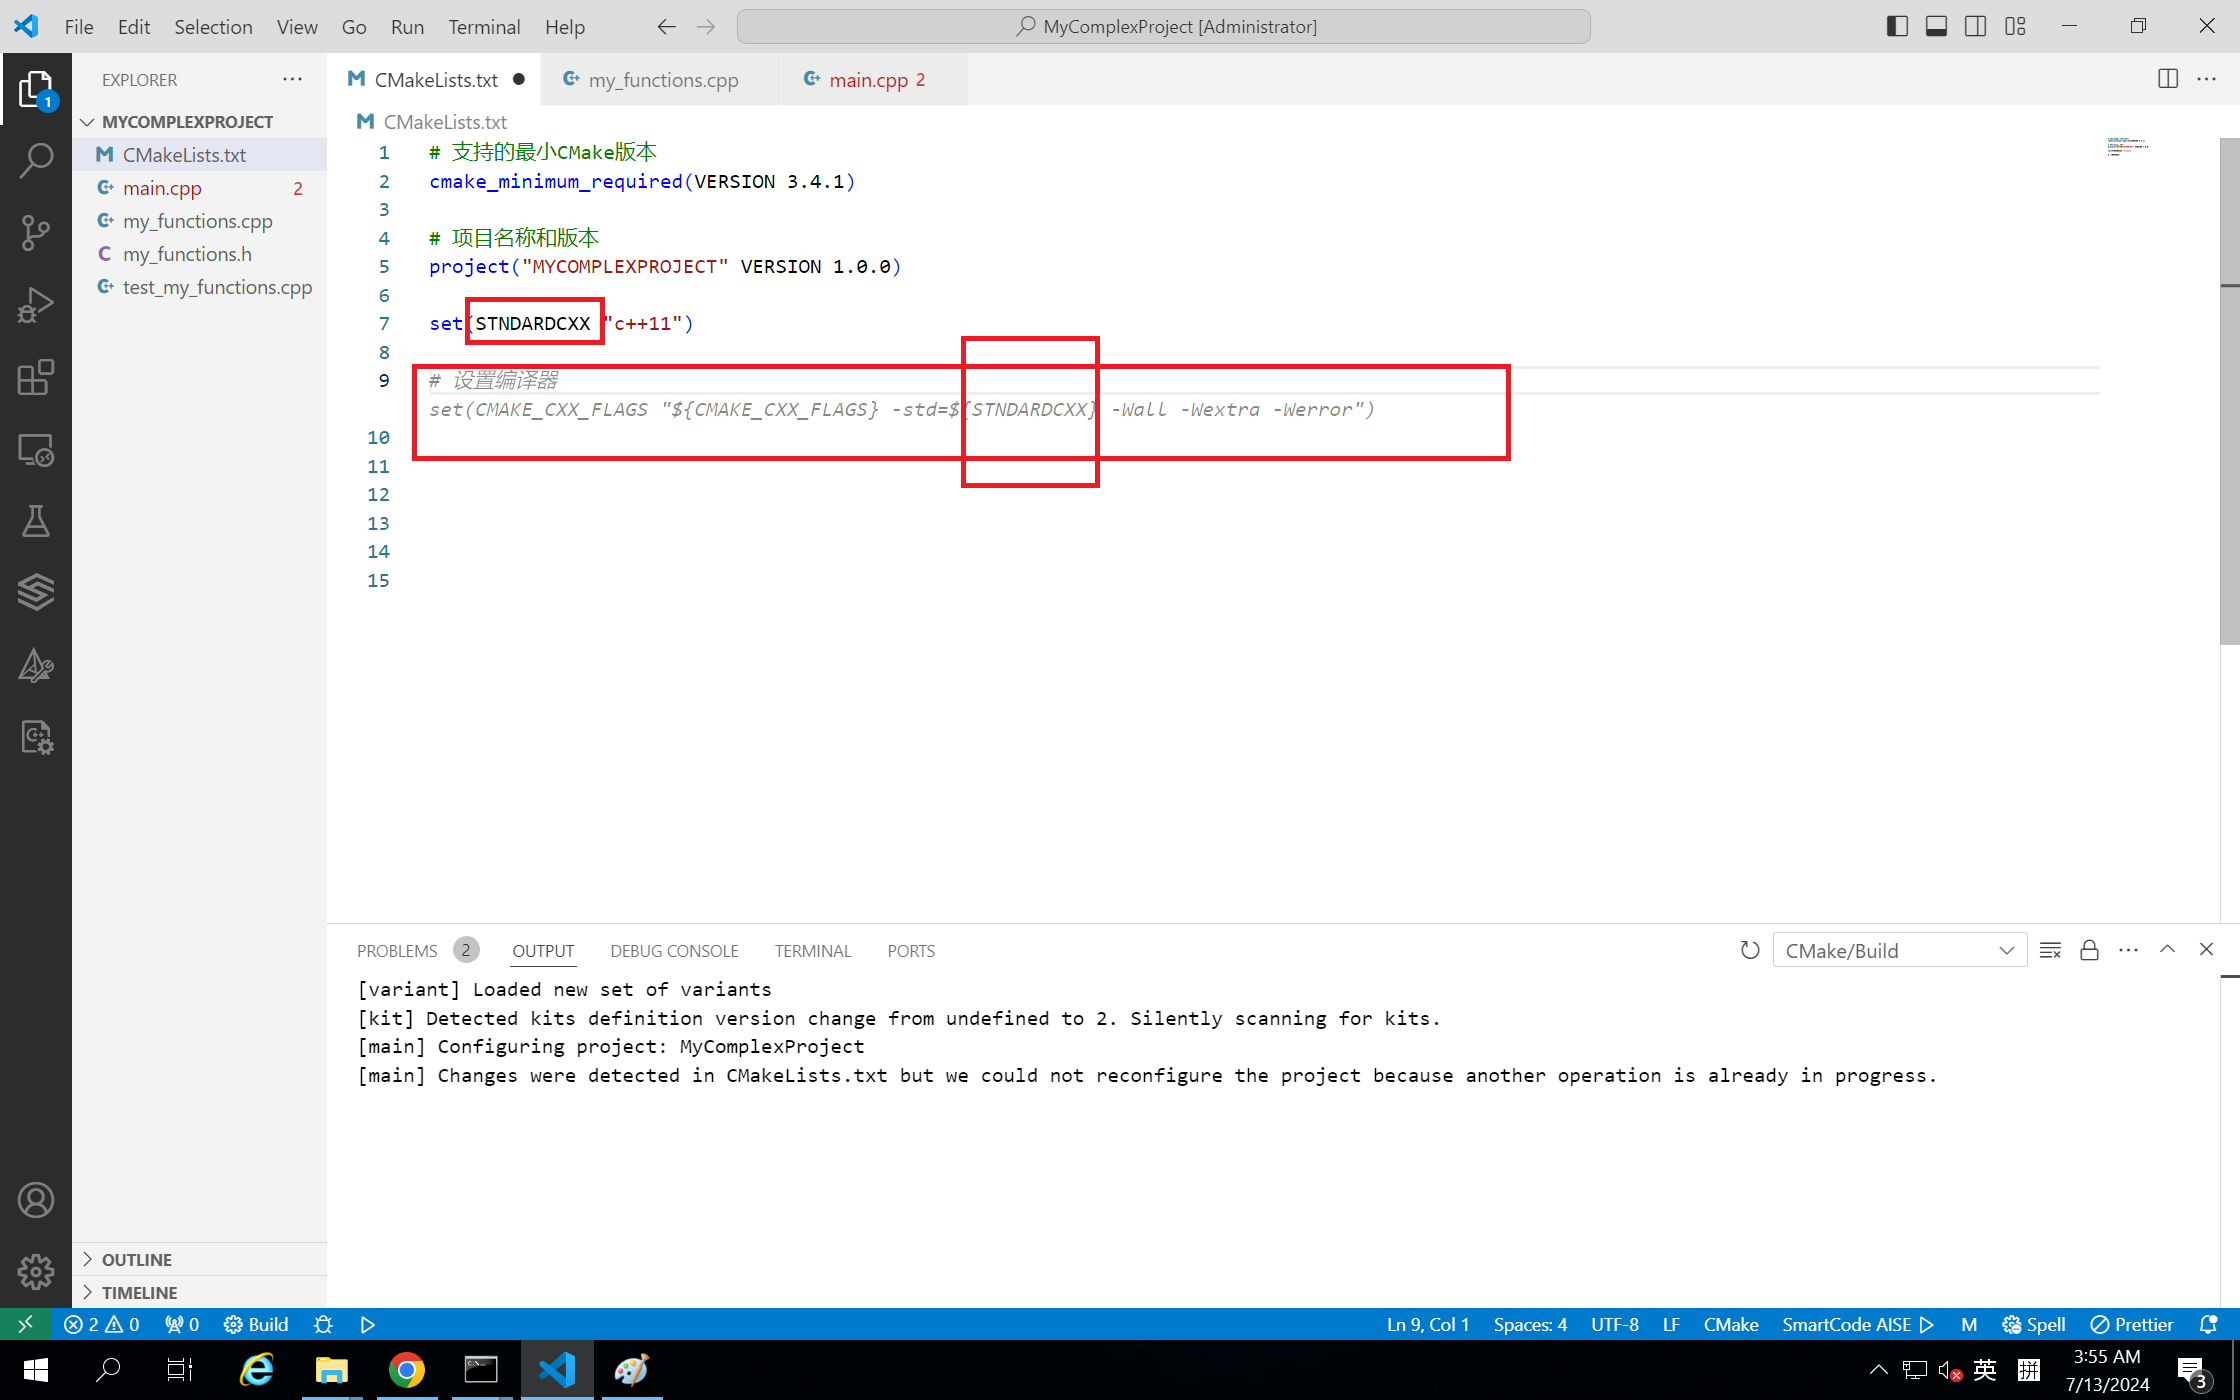 File Edit Selection View Go Run Terminal Help
MyComplexProject [Administrator]
EXPLORER
CMakeLists.txt
my_functions.cpp
main.cpp 2
1
MYCOMPLEXPROJECT
CMakeLists.txt
main.cpp 2
my_functions.cpp
my_functions.h
test_my_functions.cpp
CMakeLists.txt
1 # 支持的最小CMake版本
2 cmake_minimum_required(VERSION 3.4.1)
3
4 # 项目名称和版本
5 project("MYCOMPLEXPROJECT" VERSION 1.0.0)
6
7 set(STNDARDCXX "c++11")
8
9 # 设置编译器
set(CMAKE_CXX_FLAGS "${CMAKE_CXX_FLAGS} -std=${STNDARDCXX} -Wall -Wextra -Werror")
10
11
12
13
14
15
PROBLEMS 2 OUTPUT DEBUG CONSOLE TERMINAL PORTS
CMake/Build
[variant] Loaded new set of variants
[kit] Detected kits definition version change from undefined to 2. Silently scanning for kits.
[main] Configuring project: MyComplexProject
[main] Changes were detected in CMakeLists.txt but we could not reconfigure the project because another operation is already in progress.
OUTLINE
TIMELINE
2 0 0 Build
Ln 9, Col 1 Spaces: 4 UTF-8 LF CMake SmartCode AISE M Spell Prettier
英 拼
3:55 AM
7/13/2024
3